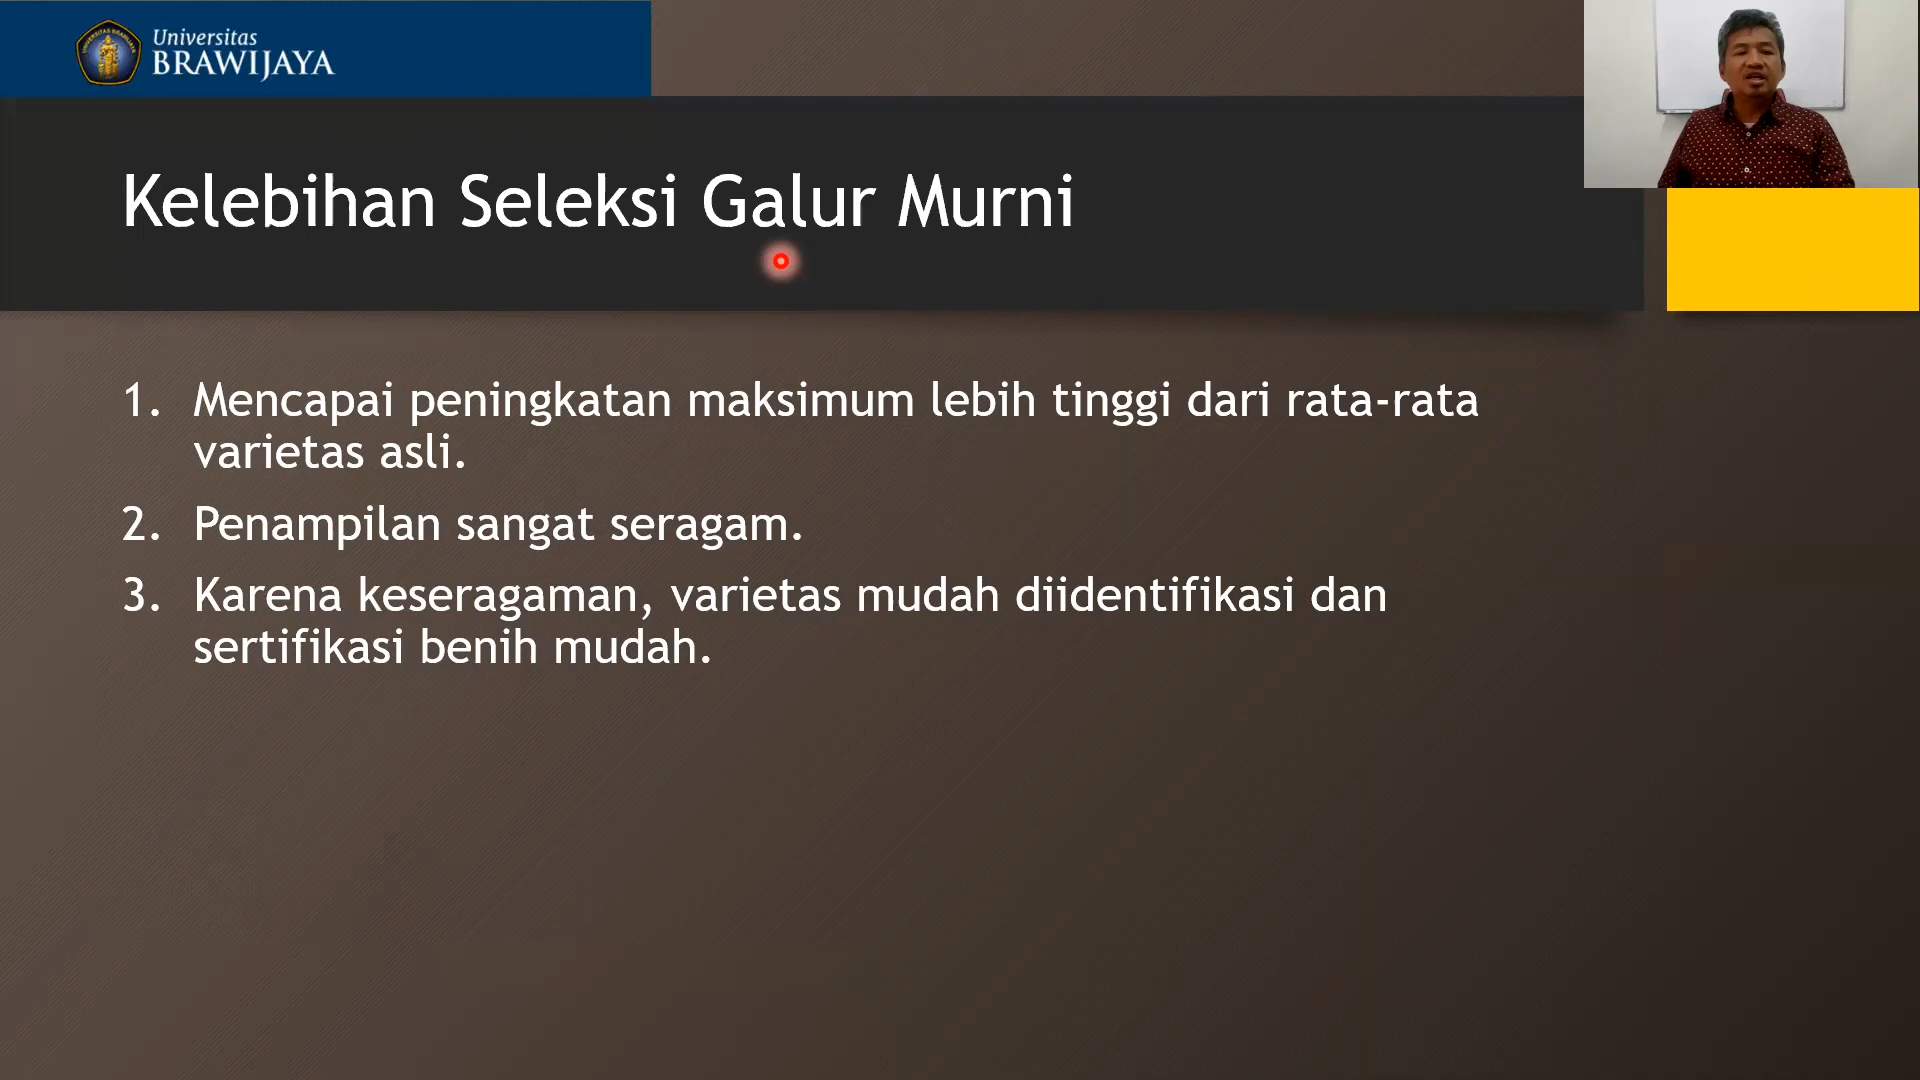 Universitas
BRAWIJAYA
Kelebihan Seleksi Galur Murni
1. Mencapai peningkatan maksimum lebih tinggi dari rata-rata
varietas asli.
2. Penampilan sangat seragam.
3. Karena keseragaman, varietas mudah diidentifikasi dan
sertifikasi benih mudah.